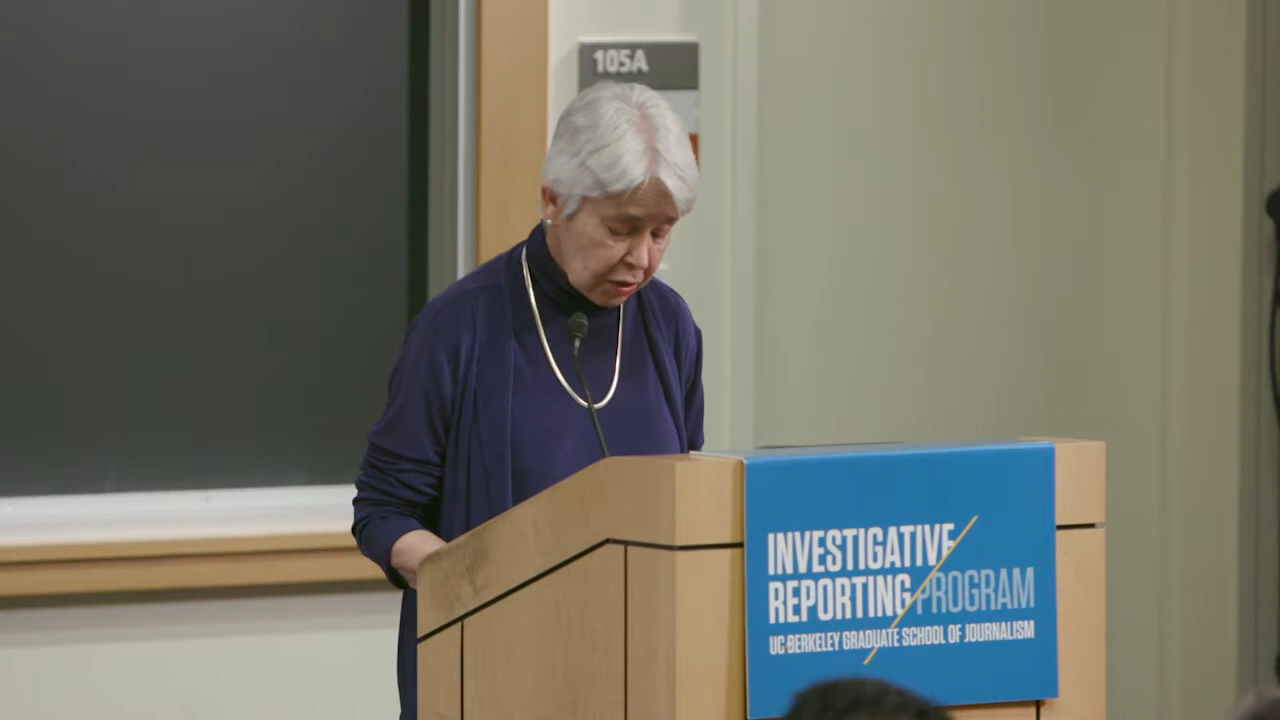 105A
INVESTIGATIVE
REPORTING PROGRAM
UC BERKELEY GRADUATE SCHOOL OF JOURNALISM